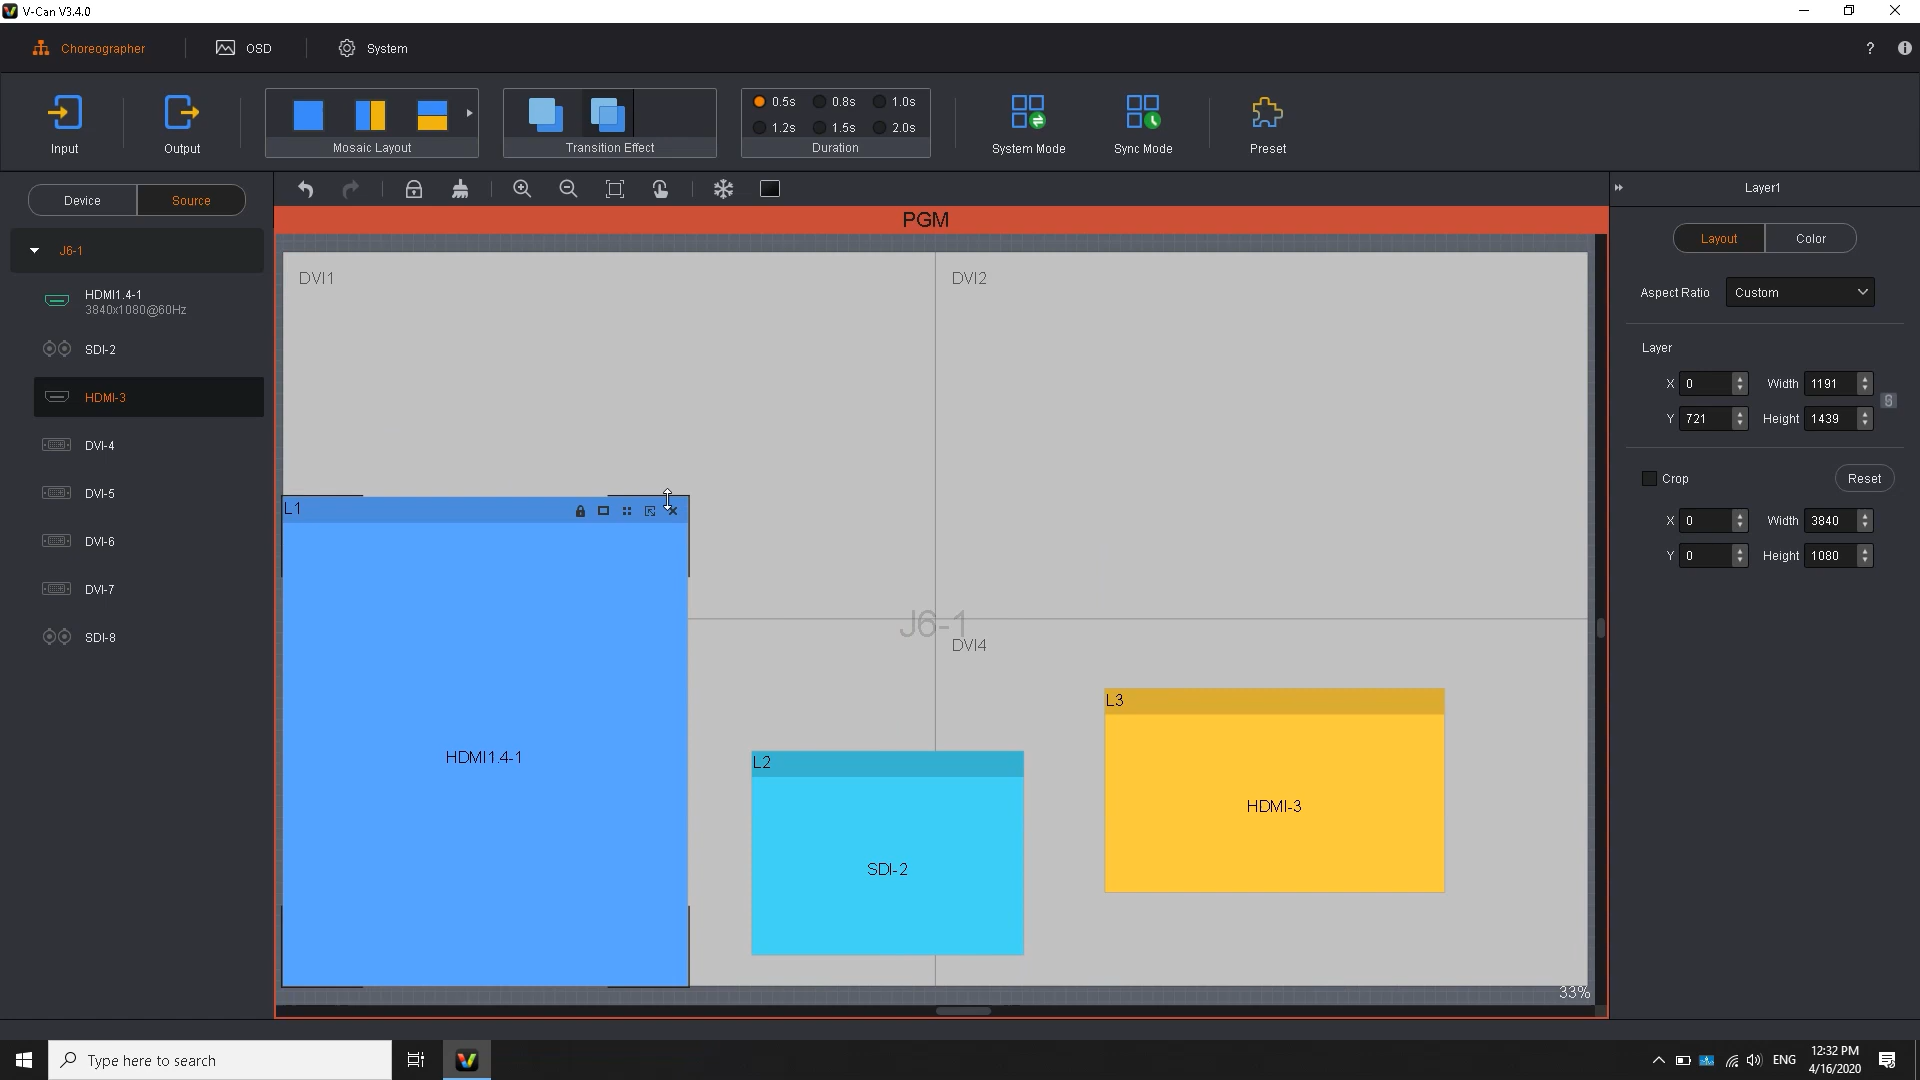 V-Can V3.4.0
Choreographer
OSD
System
?
Input
Output
Mosaic Layout
Transition Effect
0.5s 0.8s 1.0s
1.2s 1.5s 2.0s
Duration
System Mode
Sync Mode
Preset
Device
Source
J6-1
HDMI1.4-1
3840x1080@60Hz
SDI-2
HDMI-3
DVI-4
DVI-5
DVI-6
DVI-7
SDI-8
PGM
DVI1
DVI2
J6-1
DVI4
L1
HDMI1.4-1
L2
SDI-2
L3
HDMI-3
33%
Layer1
Layout
Color
Aspect Ratio Custom
Layer
X 0 Width 1191
Y 721 Height 1439
Crop Reset
X 0 Width 3840
Y 0 Height 1080
Type here to search
ENG
12:32 PM
4/16/2020